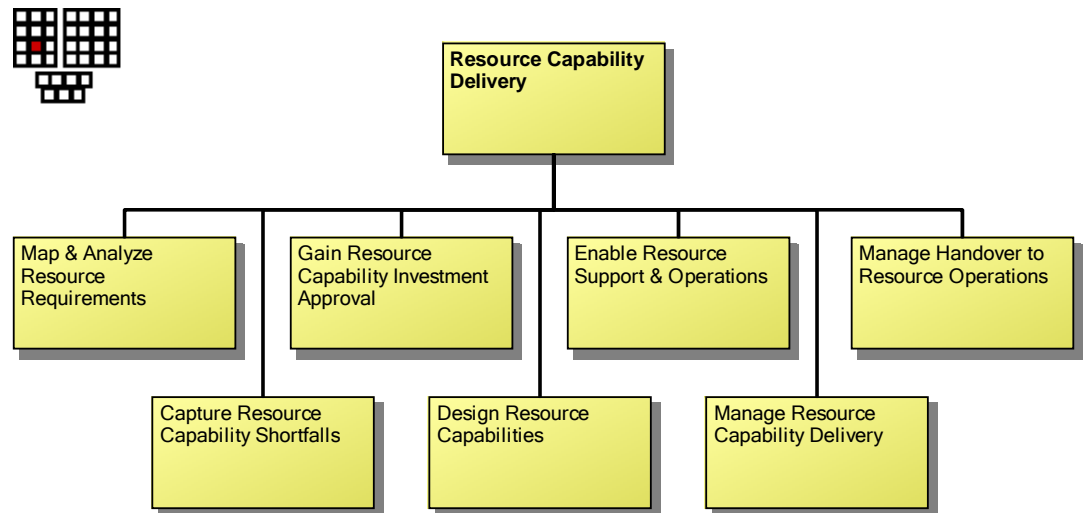 Resource Capability
Delivery
Map & Analyze
Resource
Requirements
Gain Resource
Capability Investment
Approval
Enable Resource
Support & Operations
Manage Handover to
Resource Operations
Capture Resource
Capability Shortfalls
Design Resource
Capabilities
Manage Resource
Capability Delivery